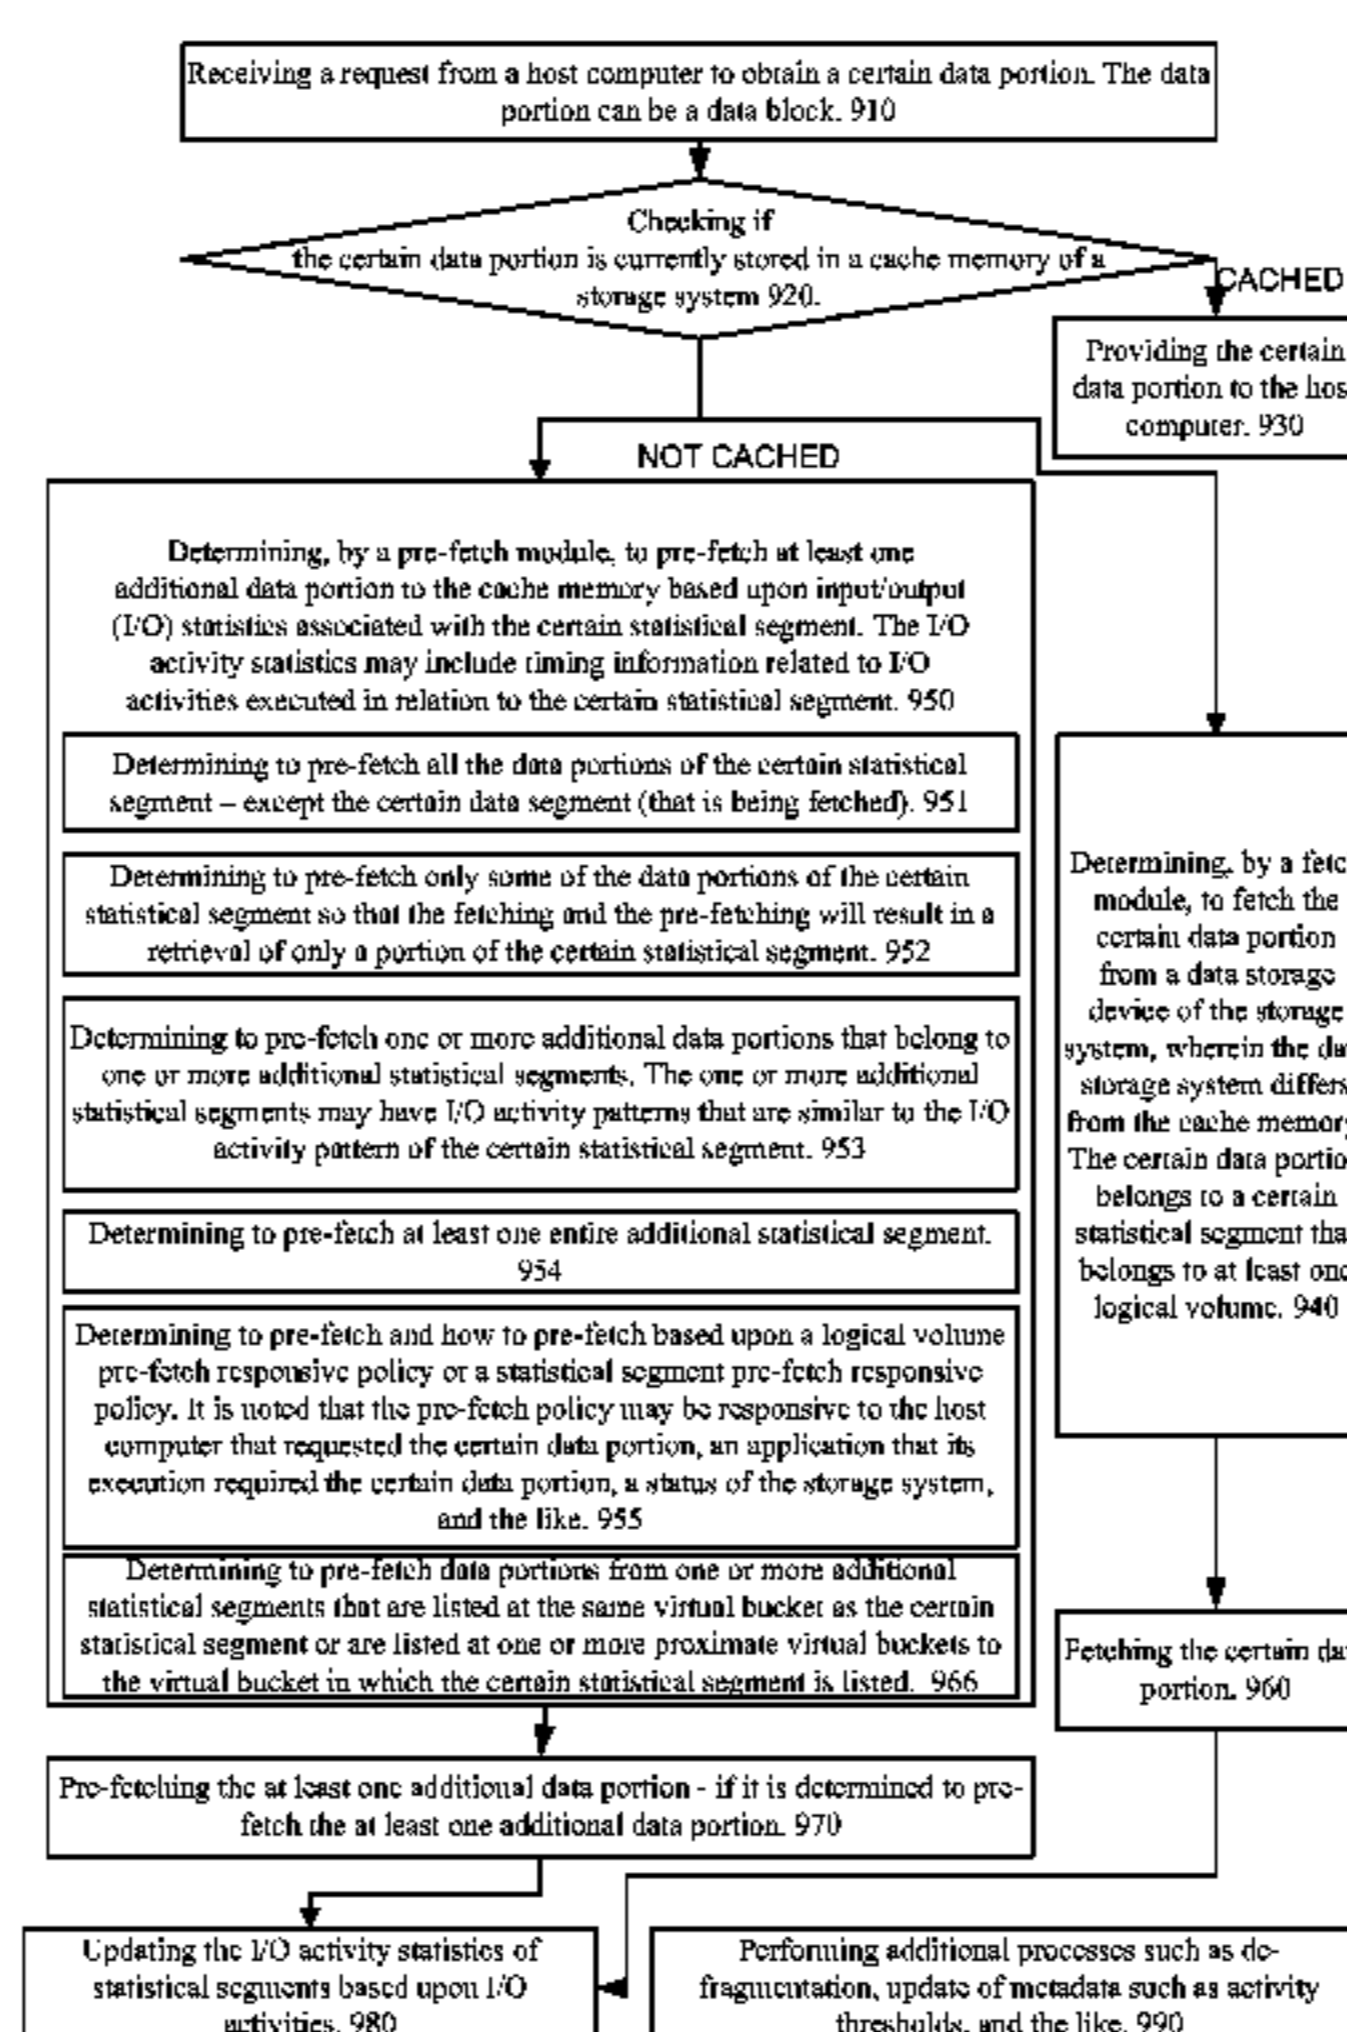 Receiving a request from a host computer to obtain a certain data portion. The data
portion can be a data block. 910
Checking if
the certain data portion is currently stored in a cache memory of a
storage system 920.
CACHED
Providing the certain
data portion to the hos
computer. 930
NOT CACHED
Determining, by a pre-fetch module, to pre-fetch at least one
additional data portion to the cache memory based upon input/output
(I/O) statistics associated with the certain statistical segment. The I/O
activity statistics may include timing information related to I/O
activities executed in relation to the certain statistical segment. 950
Determining to pre-fetch all the data portions of the certain statistical
segment – except the certain data segment (that is being fetched). 951
Determining to pre-fetch only some of the data portions of the certain
statistical segment so that the fetching and the pre-fetching will result in a
retrieval of only a portion of the certain statistical segment. 952
Determining to pre-fetch one or more additional data portions that belong to
one or more additional statistical segments. The one or more additional
statistical segments may have I/O activity patterns that are similar to the I/O
activity pattern of the certain statistical segment. 953
Determining to pre-fetch at least one entire additional statistical segment.
954
Determining to pre-fetch and how to pre-fetch based upon a logical volume
pre-fetch responsive policy or a statistical segment pre-fetch responsive
policy. It is noted that the pre-fetch policy may be responsive to the host
computer that requested the certain data portion, an application that its
execution required the certain data portion, a status of the storage system,
and the like. 955
Determining to pre-fetch data portions from one or more additional
statistical segments that are listed at the same virtual bucket as the certain
statistical segment or are listed at one or more proximate virtual buckets to
the virtual bucket in which the certain statistical segment is listed. 966
Determining, by a fetc
module, to fetch the
certain data portion
from a data storage
device of the storage
system, wherein the da
storage system differs
from the cache memory
The certain data portio
belongs to a certain
statistical segment tha
belongs to at least one
logical volume. 940
Fetching the certain da
portion. 960
Pre-fetching the at least one additional data portion - if it is determined to pre-
fetch the at least one additional data portion. 970
Updating the I/O activity statistics of
statistical segments based upon I/O
activities. 980
Performing additional processes such as de-
fragmentation, update of metadata such as activity
thresholds, and the like. 990